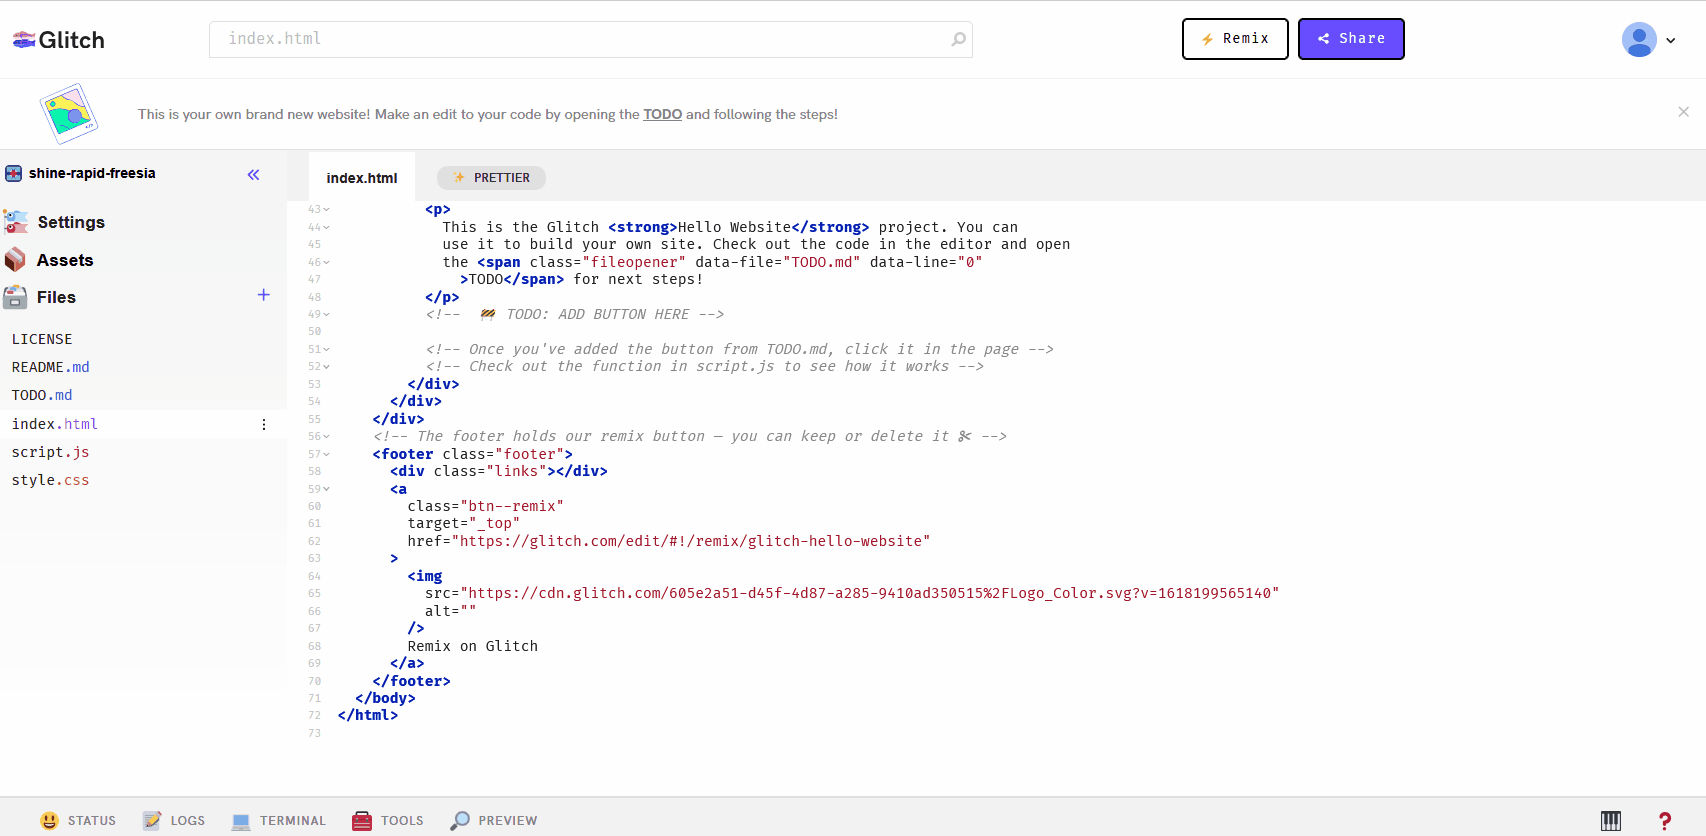 Glitch
index.html
Remix
Share
This is your own brand new website! Make an edit to your code by opening the TODO and following the steps!
shine-rapid-freesia
Settings
Assets
Files
LICENSE
README.md
TODO.md
index.html
script.js
style.css
index.html
PRETTIER
43 <p>
44 This is the Glitch <strong>Hello Website</strong> project. You can
45 use it to build your own site. Check out the code in the editor and open
46 the <span class="fileopener" data-file="TODO.md" data-line="0"
47 >TODO</span> for next steps!
48 </p>
49 <!-- 🚧 TODO: ADD BUTTON HERE -->
50
51 <!-- Once you've added the button from TODO.md, click it in the page -->
52 <!-- Check out the function in script.js to see how it works -->
53 </div>
54 </div>
55 </div>
56 <!-- The footer holds our remix button — you can keep or delete it ✂ -->
57 <footer class="footer">
58 <div class="links"></div>
59 <a
60 class="btn--remix"
61 target="_top"
62 href="https://glitch.com/edit/#!/remix/glitch-hello-website"
63 >
64 <img
65 src="https://cdn.glitch.com/605e2a51-d45f-4d87-a285-9410ad350515%2FLogo_Color.svg?v=1618199565140"
66 alt=""
67 />
68 Remix on Glitch
69 </a>
70 </footer>
71 </body>
72 </html>
73
STATUS
LOGS
TERMINAL
TOOLS
PREVIEW
?